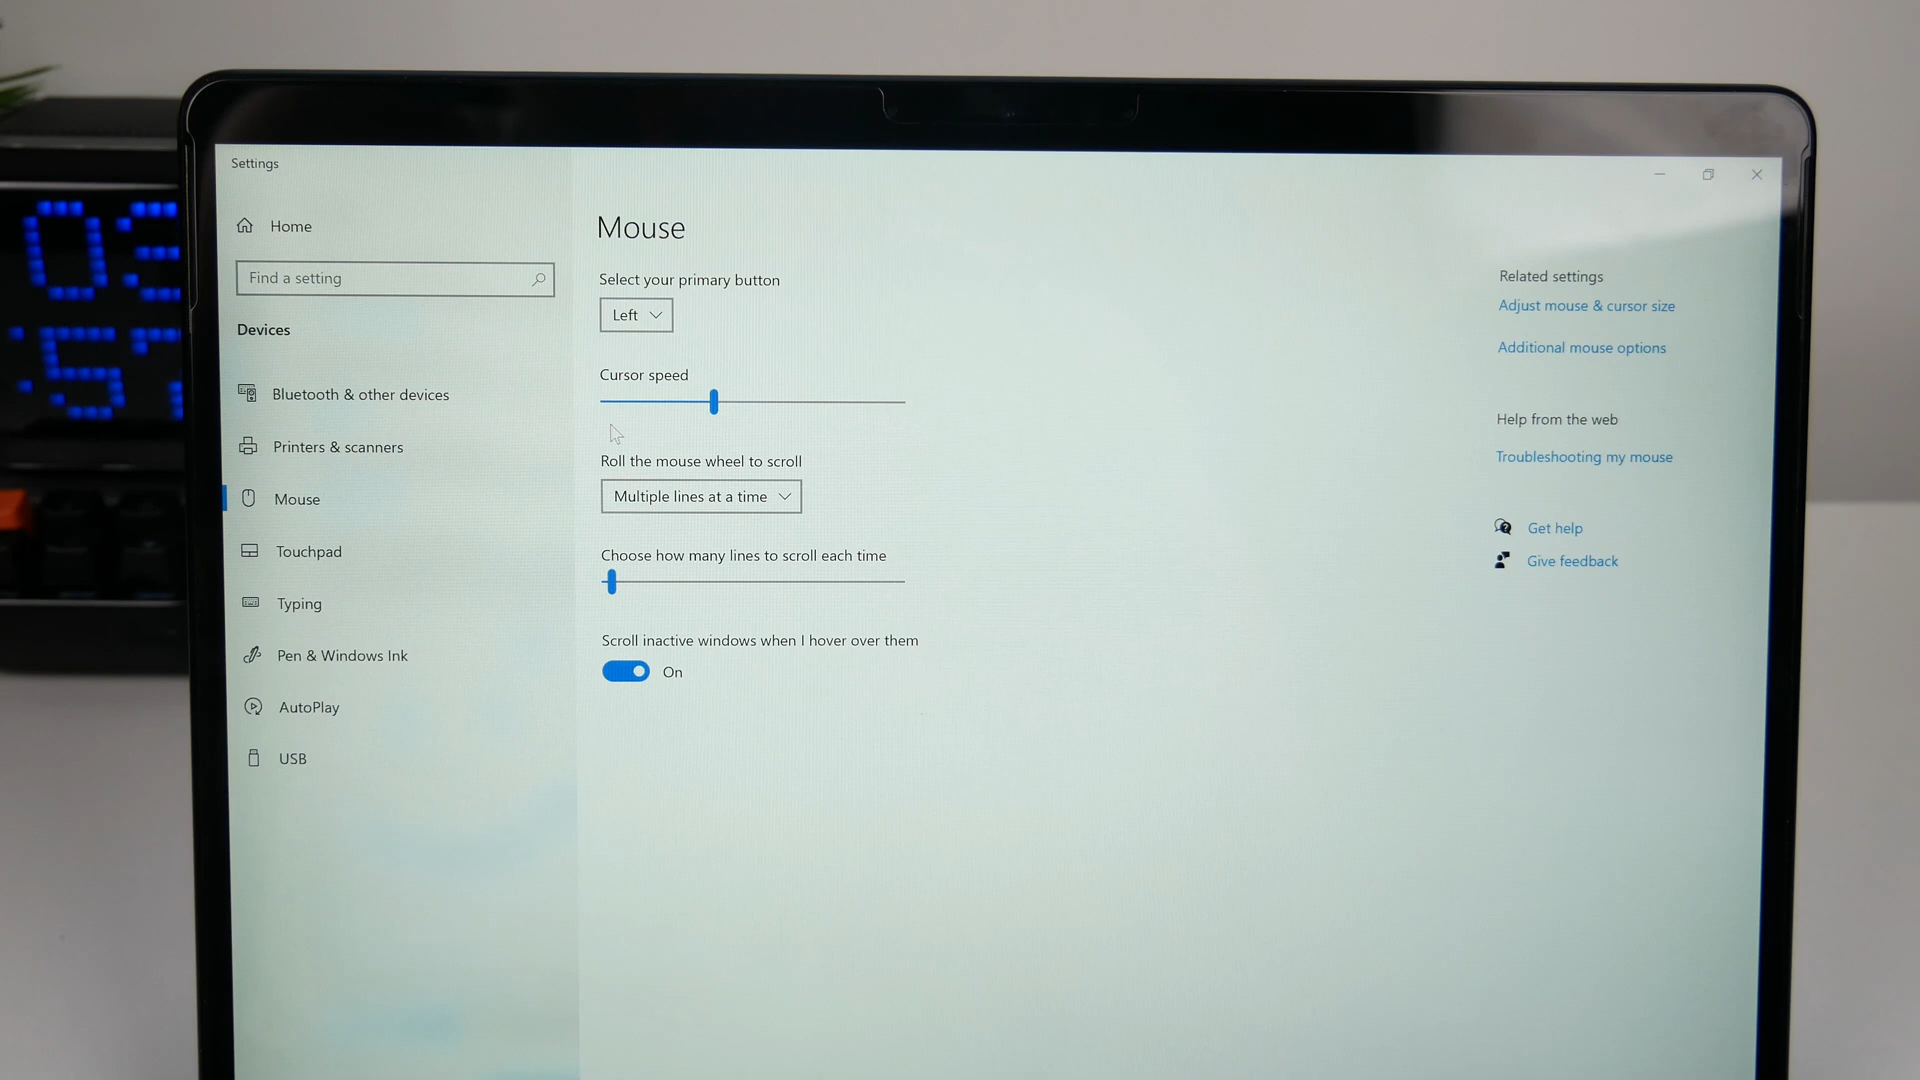 Settings
Home
Find a setting
Devices
Bluetooth & other devices
Printers & scanners
Mouse
Touchpad
Typing
Pen & Windows Ink
AutoPlay
USB
Mouse
Select your primary button
Left
Cursor speed
Roll the mouse wheel to scroll
Multiple lines at a time
Choose how many lines to scroll each time
Scroll inactive windows when I hover over them
On
Related settings
Adjust mouse & cursor size
Additional mouse options
Help from the web
Troubleshooting my mouse
Get help
Give feedback